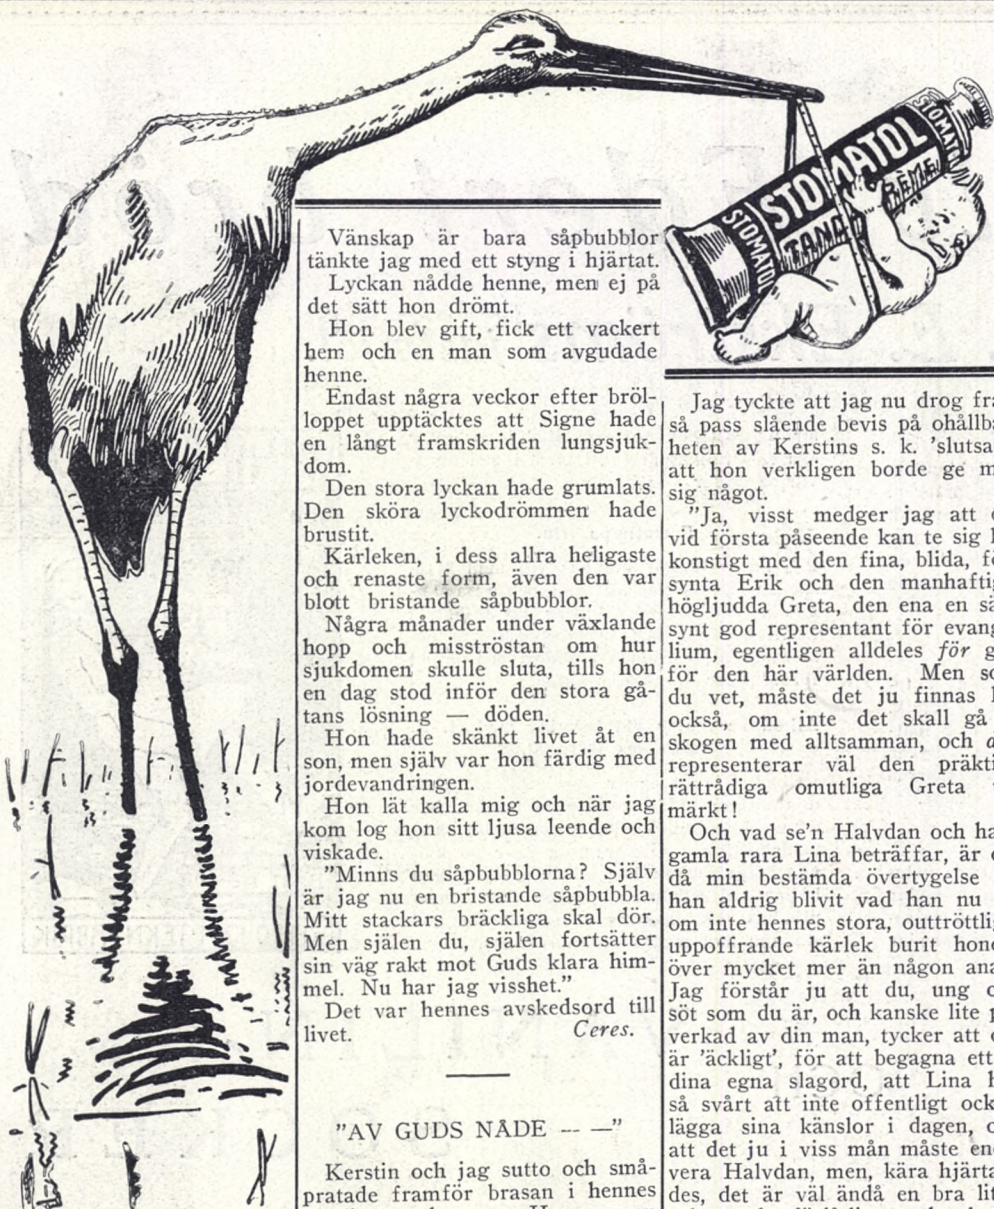 STOMATOL
STOMATOL
TAND CRÈME
STOMATOL
Vänskap är bara såpbubblor
tänkte jag med ett styng i hjärtat.
Lyckan nådde henne, men ej på
det sätt hon drömt.
Hon blev gift, fick ett vackert
hem och en man som avgudade
henne.
Endast några veckor efter bröl-
loppet upptäcktes att Signe hade
en långt framskriden lungsjuk-
dom.
Den stora lyckan hade grumlats.
Den sköra lyckodrömmen hade
brustit.
Kärleken, i dess allra heligaste
och renaste form, även den var
blott bristande såpbubblor.
Några månader under växlande
hopp och misströstan om hur
sjukdomen skulle sluta, tills hon
en dag stod inför den stora gå-
tans lösning — döden.
Hon hade skänkt livet åt en
son, men själv var hon färdig med
jordevandringen.
Hon lät kalla mig och när jag
kom log hon sitt ljusa leende och
viskade.
"Minns du såpbubblorna? Själv
är jag nu en bristande såpbubbla.
Mitt stackars bräckliga skal dör.
Men själen du, själen fortsätter
sin väg rakt mot Guds klara him-
mel. Nu har jag visshet."
Det var hennes avskedsord till
livet. Ceres.
"AV GUDS NÅDE -- —"
Kerstin och jag sutto och små-
pratade framför brasan i hennes
Jag tyckte att jag nu drog fra
så pass slående bevis på ohållba
heten av Kerstins s. k. 'slutsa
att hon verkligen borde ge m
sig något.
"Ja, visst medger jag att
vid första påseende kan te sig
konstigt med den fina, blida, fö
synta Erik och den manhafti
högljudda Greta, den ena en sä
synt god representant för evang
lium, egentligen alldeles för g
för den här världen. Men so
du vet, måste det ju finnas
också, om inte det skall gå
skogen med alltsamman, och
representerar väl den präkti
rättrådiga omutliga Greta
märkt!
Och vad se'n Halvdan och ha
gamla rara Lina beträffar, är
då min bestämda övertygelse
han aldrig blivit vad han nu
om inte hennes stora, outtröttli
uppoffrande kärlek burit hono
över mycket mer än någon ana
Jag förstår ju att du, ung o
söt som du är, och kanske lite p
verkad av din man, tycker att
är 'äckligt', för att begagna ett
dina egna slagord, att Lina h
så svårt att inte offentligt ock
lägga sina känslor i dagen, o
att det ju i viss mån måste en
vera Halvdan, men, kära hjärta
des, det är väl ändå en bra lit